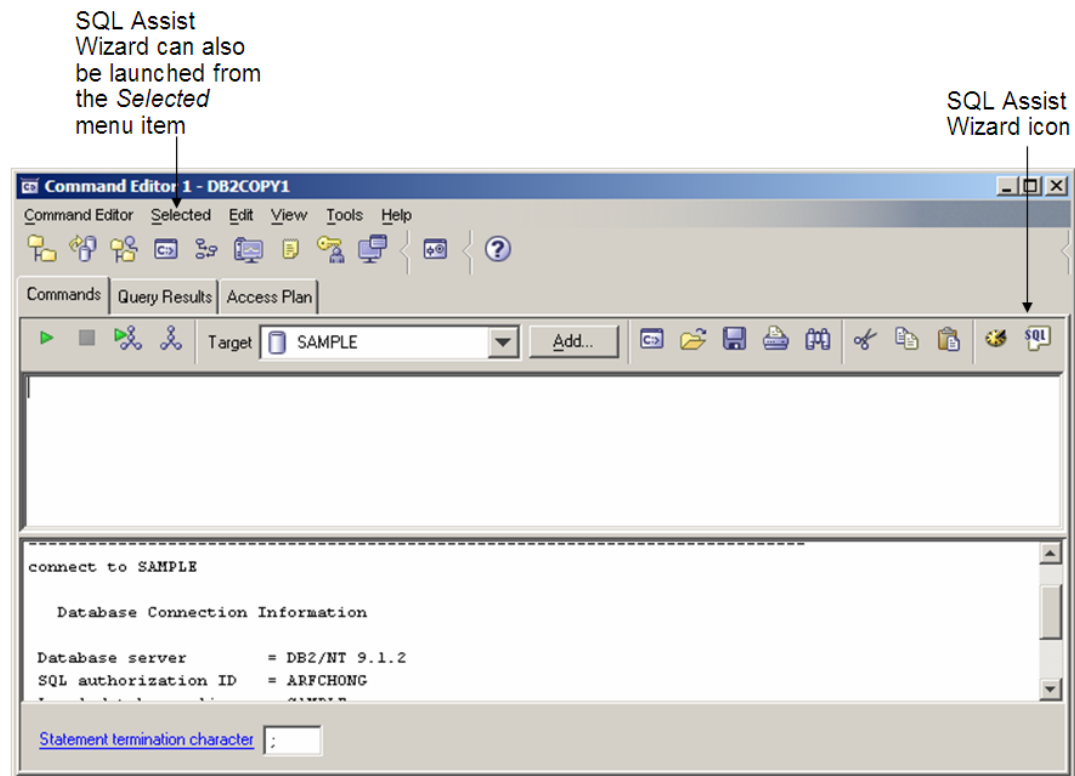 SQL Assist
Wizard can also
be launched from
the Selected
menu item
SQL Assist
Wizard icon
Command Editor 1 - DB2COPY1
Command Editor Selected Edit View Tools Help
Commands Query Results Access Plan
Target SAMPLE Add... SQL
--------------------------------------------------------------------------------
connect to SAMPLE
Database Connection Information
Database server = DB2/NT 9.1.2
SQL authorization ID = ARFCHONG
Statement termination character ;